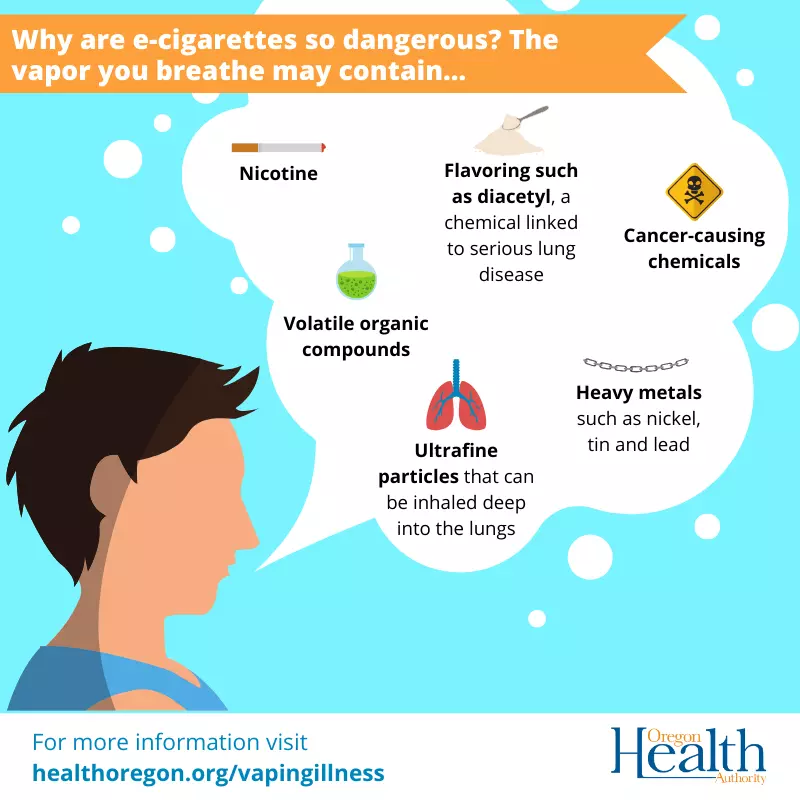 Why are e-cigarettes so dangerous? The
vapor you breathe may contain...
Nicotine
Flavoring such
as diacetyl, a
chemical linked
to serious lung
disease
Cancer-causing
chemicals
Volatile organic
compounds
Ultrafine
particles that can
be inhaled deep
into the lungs
Heavy metals
such as nickel,
tin and lead
For more information visit
healthoregon.org/vapingillness
Oregon
Health
Authority